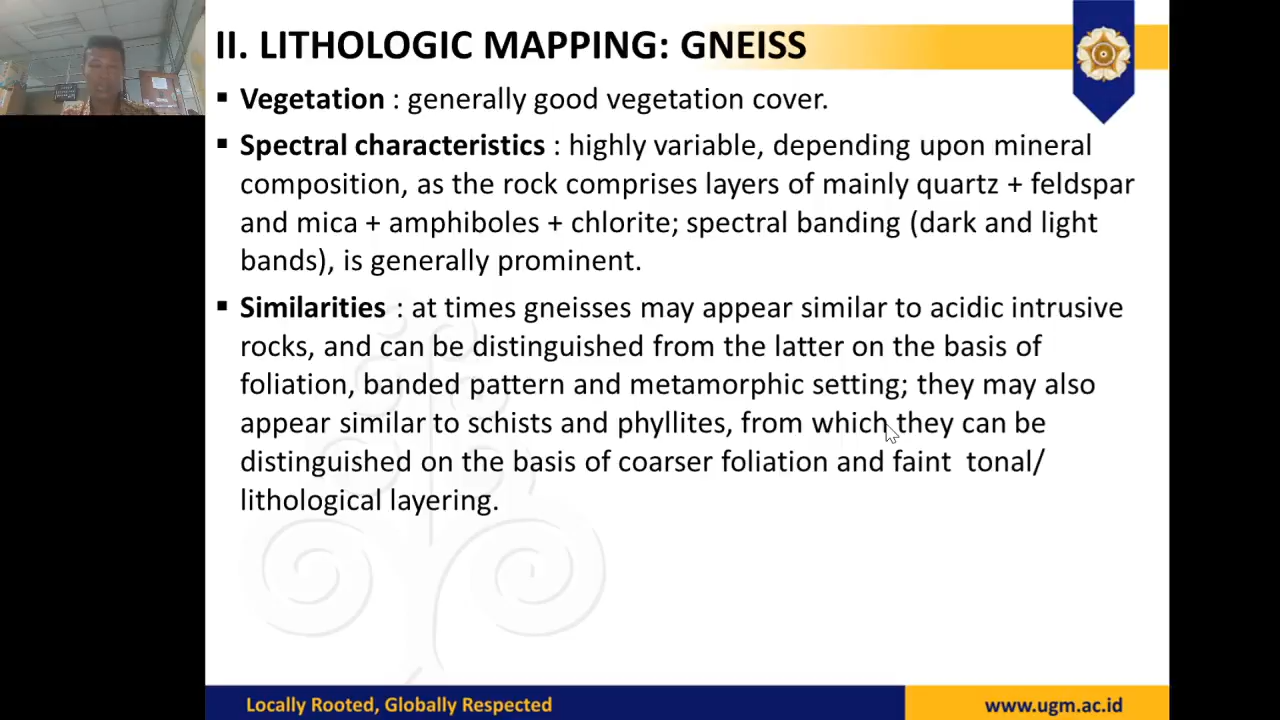 II. LITHOLOGIC MAPPING: GNEISS
▪ Vegetation : generally good vegetation cover.
▪ Spectral characteristics : highly variable, depending upon mineral
composition, as the rock comprises layers of mainly quartz + feldspar
and mica + amphiboles + chlorite; spectral banding (dark and light
bands), is generally prominent.
▪ Similarities : at times gneisses may appear similar to acidic intrusive
rocks, and can be distinguished from the latter on the basis of
foliation, banded pattern and metamorphic setting; they may also
appear similar to schists and phyllites, from which they can be
distinguished on the basis of coarser foliation and faint  tonal/
lithological layering.
Locally Rooted, Globally Respected
www.ugm.ac.id